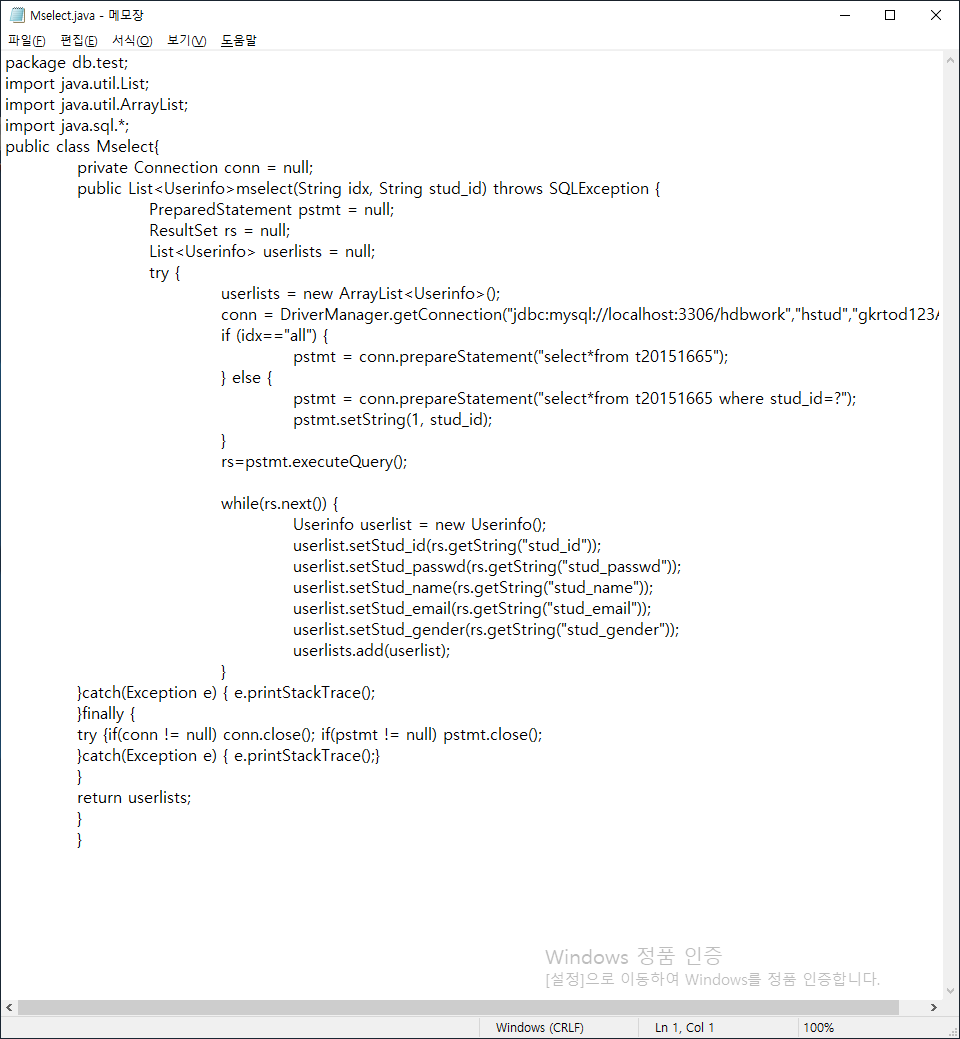 Mselect.java - 메모장
파일(F) 편집(E) 서식(O) 보기(V) 도움말
package db.test;
import java.util.List;
import java.util.ArrayList;
import java.sql.*;
public class Mselect{
private Connection conn = null;
public List<Userinfo>mselect(String idx, String stud_id) throws SQLException {
PreparedStatement pstmt = null;
ResultSet rs = null;
List<Userinfo> userlists = null;
try {
userlists = new ArrayList<Userinfo>();
conn = DriverManager.getConnection("jdbc:mysql://localhost:3306/hdbwork","hstud","gkrtod123
if (idx=="all") {
pstmt = conn.prepareStatement("select*from t20151665");
} else {
pstmt = conn.prepareStatement("select*from t20151665 where stud_id=?");
pstmt.setString(1, stud_id);
}
rs=pstmt.executeQuery();
while(rs.next()) {
Userinfo userlist = new Userinfo();
userlist.setStud_id(rs.getString("stud_id"));
userlist.setStud_passwd(rs.getString("stud_passwd"));
userlist.setStud_name(rs.getString("stud_name"));
userlist.setStud_email(rs.getString("stud_email"));
userlist.setStud_gender(rs.getString("stud_gender"));
userlists.add(userlist);
}
}catch(Exception e) { e.printStackTrace();
}finally {
try {if(conn != null) conn.close(); if(pstmt != null) pstmt.close();
}catch(Exception e) { e.printStackTrace();}
}
return userlists;
}
}
Windows 정품 인증
[설정]으로 이동하여 Windows를 정품 인증합니다.
Windows (CRLF) Ln 1, Col 1 100%